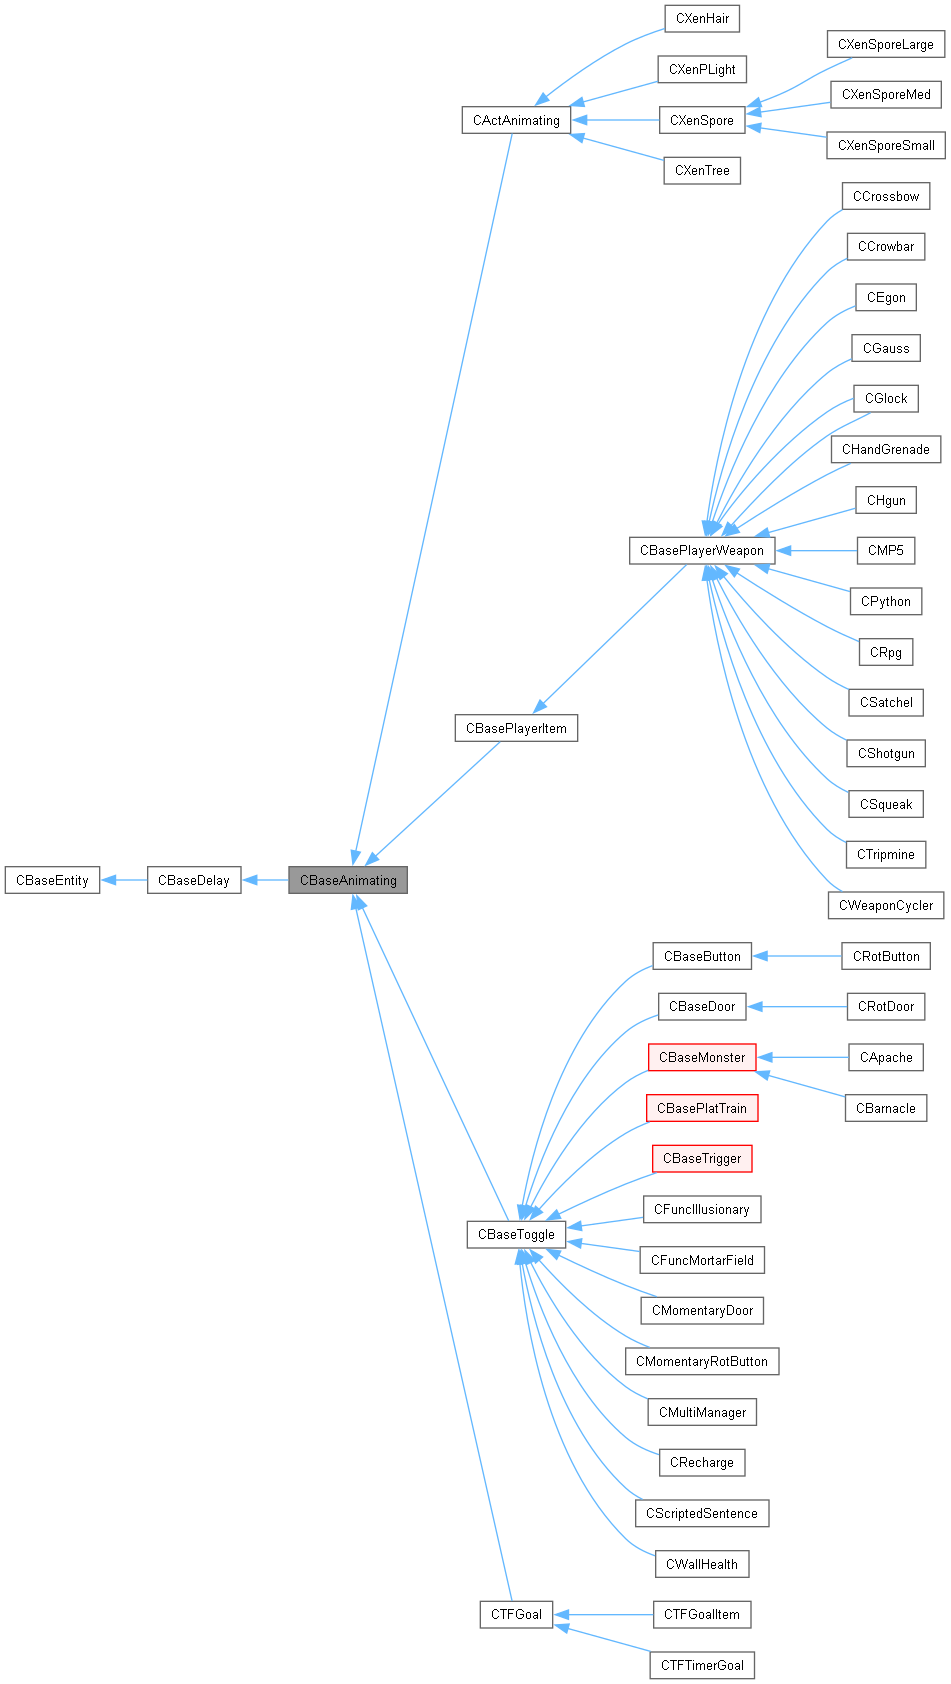 CXenHair
CXenSporeLarge
CXenPLight
CXenSporeMed
CActAnimating
CXenSpore
CXenSporeSmall
CXenTree
CCrossbow
CCrowbar
CEgon
CGauss
CGlock
CHandGrenade
CHgun
CBasePlayerWeapon
CMP5
CPython
CRpg
CSatchel
CBasePlayerItem
CShotgun
CSqueak
CTripmine
CBaseEntity
CBaseDelay
CBaseAnimating
CWeaponCycler
CBaseButton
CRotButton
CBaseDoor
CRotDoor
CBaseMonster
CApache
CBasePlatTrain
CBarnacle
CBaseTrigger
CFuncIllusionary
CBaseToggle
CFuncMortarField
CMomentaryDoor
CMomentaryRotButton
CMultiManager
CRecharge
CScriptedSentence
CWallHealth
CTFGoal
CTFGoalItem
CTFTimerGoal